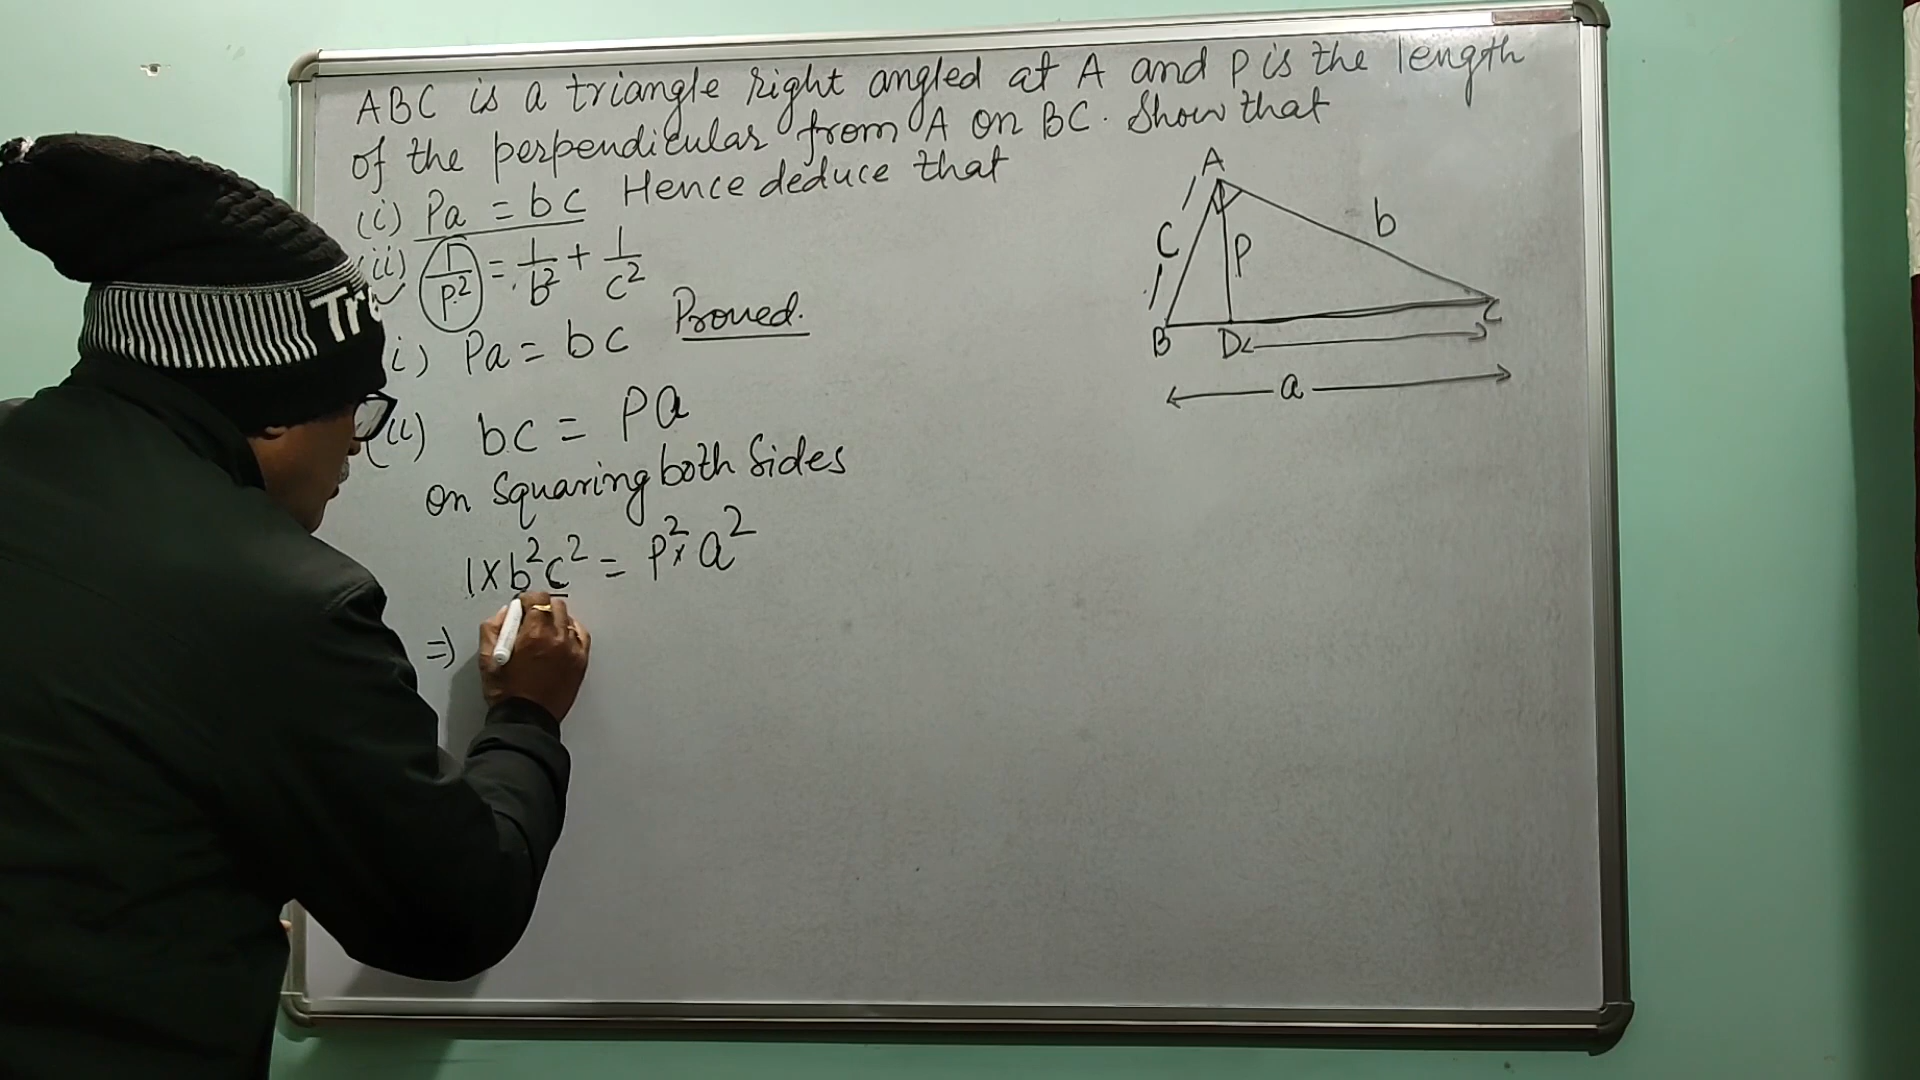 ABC is a triangle right angled at A and P is the length
of the perpendicular from A on BC. Show that
(i) Pa = bc Hence deduce that
(ii) 1/P² = 1/b² + 1/c²
i) Pa = bc Proved.
(ii) bc = Pa
on Squaring both Sides
1×b²c² = P²×a²
⇒
A
b
C
P
B
D
C
a
Tr